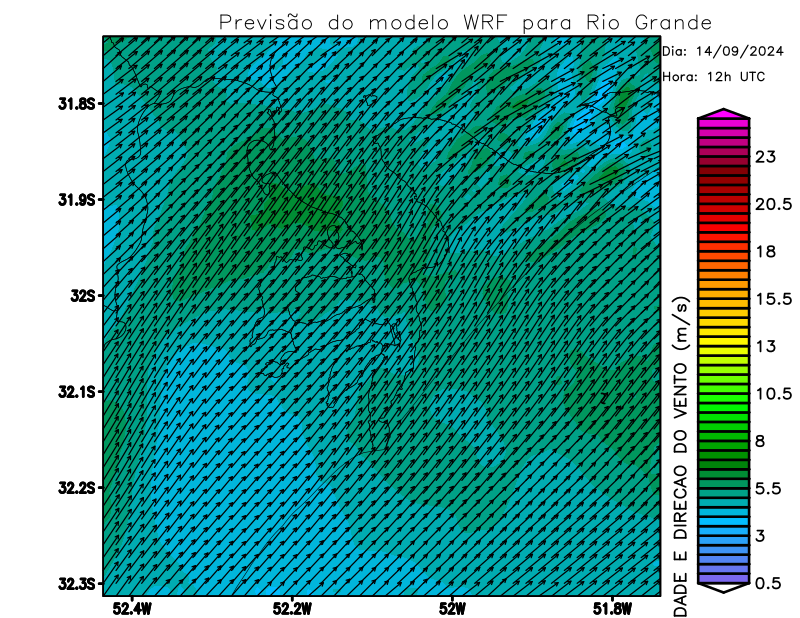 Previsão do modelo WRF para Rio Grande
Dia: 14/09/2024
Hora: 12h UTC
31.8S
31.9S
32S
32.1S
32.2S
32.3S
52.4W
52.2W
52W
51.8W
23
20.5
18
15.5
13
10.5
8
5.5
3
0.5
DADE E DIRECAO DO VENTO (m/s)